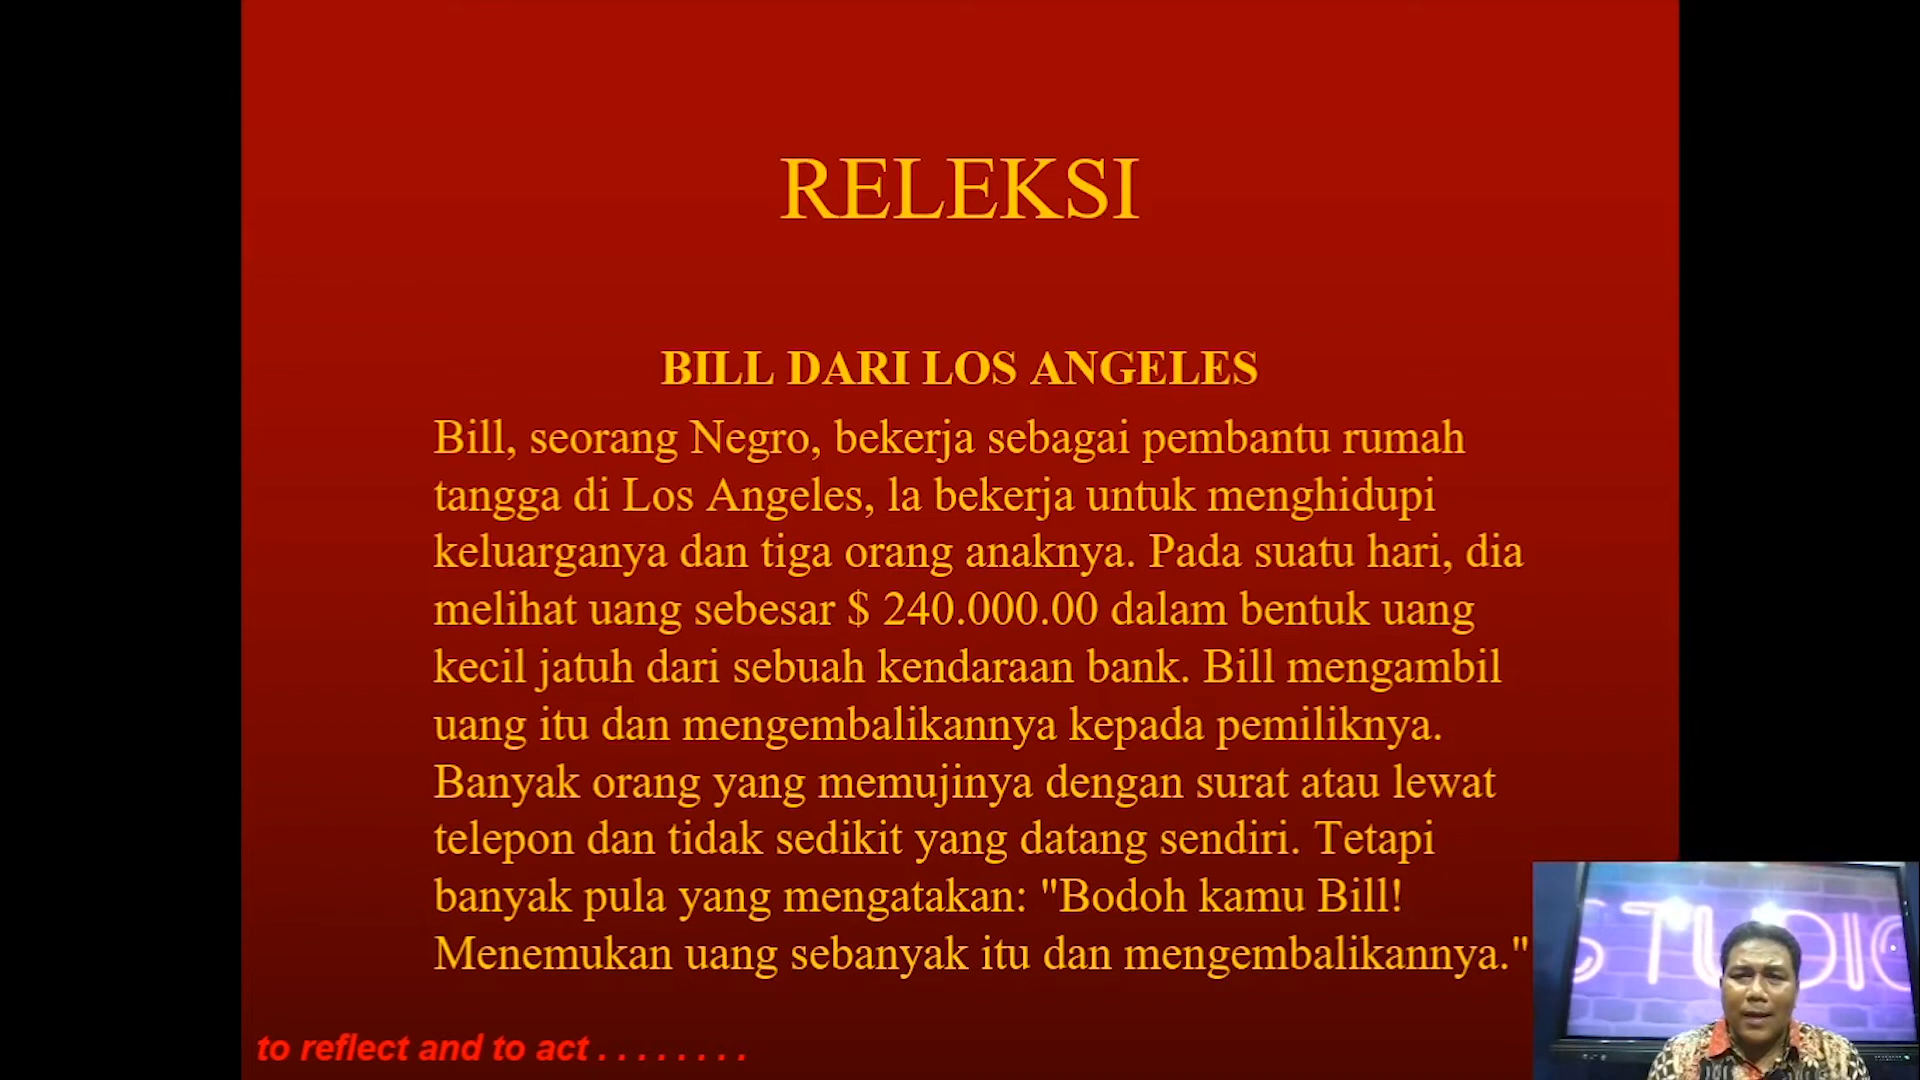 RELEKSI
BILL DARI LOS ANGELES
Bill, seorang Negro, bekerja sebagai pembantu rumah
tangga di Los Angeles, la bekerja untuk menghidupi
keluarganya dan tiga orang anaknya. Pada suatu hari, dia
melihat uang sebesar $ 240.000.00 dalam bentuk uang
kecil jatuh dari sebuah kendaraan bank. Bill mengambil
uang itu dan mengembalikannya kepada pemiliknya.
Banyak orang yang memujinya dengan surat atau lewat
telepon dan tidak sedikit yang datang sendiri. Tetapi
banyak pula yang mengatakan: "Bodoh kamu Bill!
Menemukan uang sebanyak itu dan mengembalikannya."
STUDIO
to reflect and to act . . . . . . . .